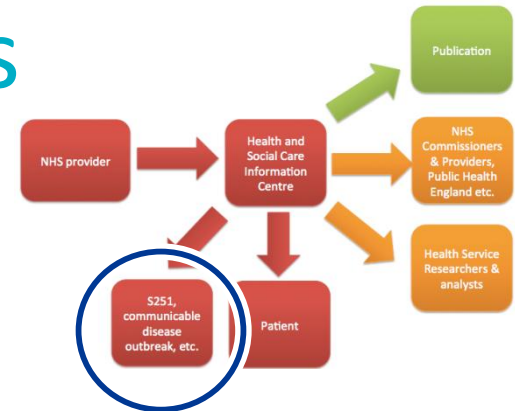 s
Publication
NHS provider
Health and
Social Care
Information
Centre
NHS
Commissioners
& Providers,
Public Health
England etc.
Health Service
Researchers &
analysts
S251,
communicable
disease
outbreak, etc.
Patient